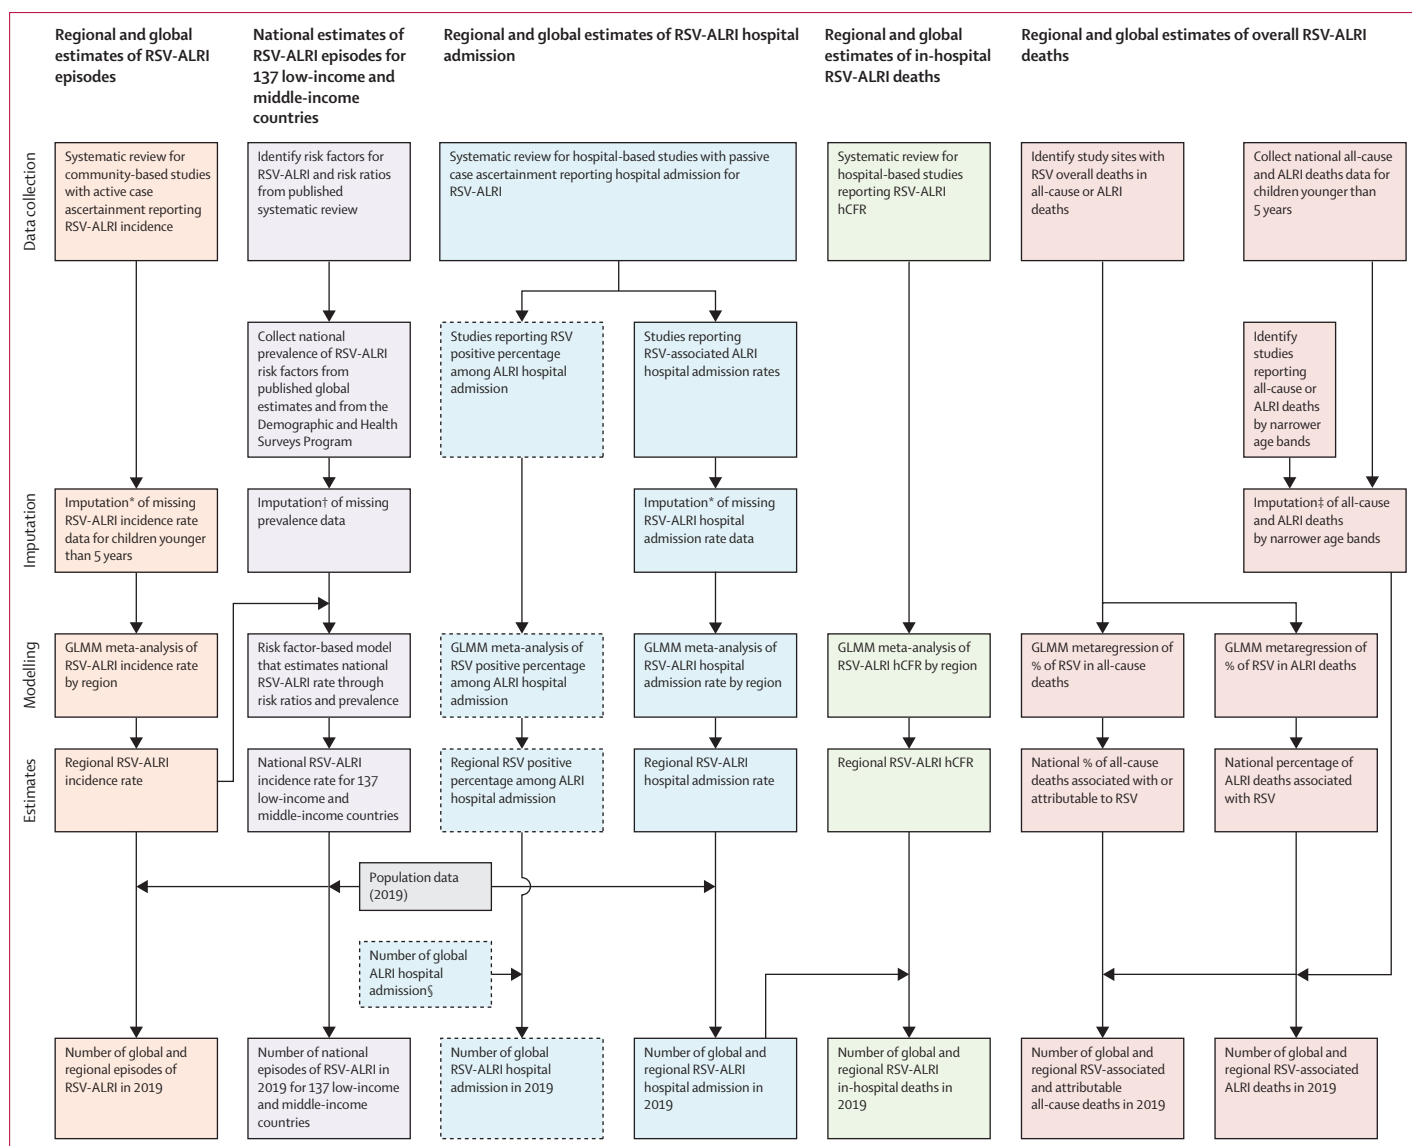 Regional and global
estimates of RSV-ALRI
episodes
National estimates of
RSV-ALRI episodes for
137 low-income and
middle-income
countries
Regional and global estimates of RSV-ALRI hospital
admission
Regional and global
estimates of in-hospital
RSV-ALRI deaths
Regional and global estimates of overall RSV-ALRI
deaths
Data collection
Systematic review for
community-based studies
with active case
ascertainment reporting
RSV-ALRI incidence
Identify risk factors for
RSV-ALRI and risk ratios
from published
systematic review
Systematic review for hospital-based studies with passive
case ascertainment reporting hospital admission for
RSV-ALRI
Systematic review for
hospital-based studies
reporting RSV-ALRI
hCFR
Identify study sites with
RSV overall deaths in
all-cause or ALRI
deaths
Collect national all-cause
and ALRI deaths data for
children younger than
5 years
Collect national
prevalence of RSV-ALRI
risk factors from
published global
estimates and from the
Demographic and Health
Surveys Program
Studies reporting RSV
positive percentage
among ALRI hospital
admission
Studies reporting
RSV-associated ALRI
hospital admission rates
Identify
studies
reporting
all-cause or
ALRI deaths
by narrower
age bands
Imputation
Imputation* of missing
RSV-ALRI incidence rate
data for children younger
than 5 years
Imputation† of missing
prevalence data
Imputation* of missing
RSV-ALRI hospital
admission rate data
Imputation‡ of all-cause
and ALRI deaths
by narrower age bands
Modelling
GLMM meta-analysis of
RSV-ALRI incidence rate
by region
Risk factor-based model
that estimates national
RSV-ALRI rate through
risk ratios and prevalence
GLMM meta-analysis of
RSV positive percentage
among ALRI hospital
admission
GLMM meta-analysis of
RSV-ALRI hospital
admission rate by region
GLMM meta-analysis of
RSV-ALRI hCFR by region
GLMM metaregression of
% of RSV in all-cause
deaths
GLMM metaregression of
% of RSV in ALRI deaths
Estimates
Regional RSV-ALRI
incidence rate
National RSV-ALRI
incidence rate for 137
low-income and
middle-income countries
Regional RSV positive
percentage among ALRI
hospital admission
Regional RSV-ALRI
hospital admission rate
Regional RSV-ALRI hCFR
National % of all-cause
deaths associated with or
attributable to RSV
National percentage of
ALRI deaths associated
with RSV
Population data
(2019)
Number of global
ALRI hospital
admission§
Number of global and
regional episodes of
RSV-ALRI in 2019
Number of national
episodes of RSV-ALRI in
2019 for 137 low-income
and middle-income
countries
Number of global
RSV-ALRI hospital
admission in 2019
Number of global and
regional RSV-ALRI
hospital admission in
2019
Number of global and
regional RSV-ALRI
in-hospital deaths in
2019
Number of global and
regional RSV-associated
and attributable
all-cause deaths in 2019
Number of global and
regional RSV-associated
ALRI deaths in 2019